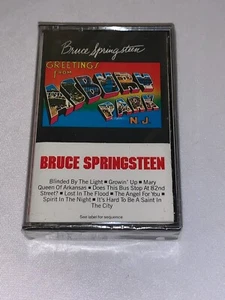 Bruce Springsteen
GREETINGS
from
ASBURY
PARK
N.J.
BRUCE SPRINGSTEEN
Blinded By The Light ■ Growin' Up ■ Mary
Queen Of Arkansas ■ Does This Bus Stop At 82nd
Street? ■ Lost In The Flood ■ The Angel For You
Spirit In The Night ■ It's Hard To Be A Saint In
The City
See label for sequence